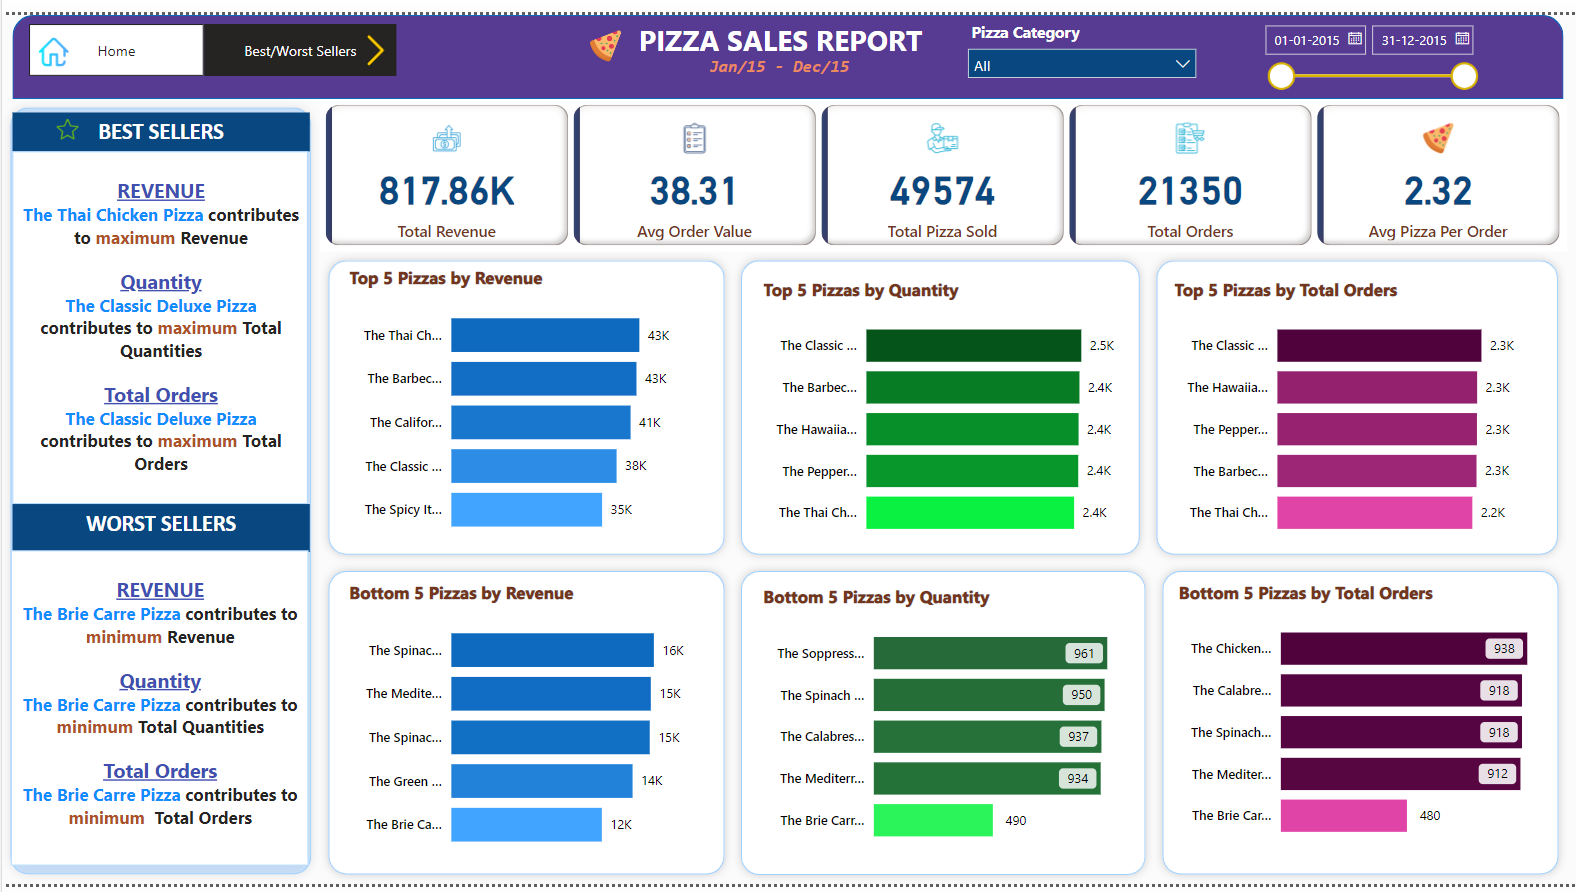 Home
Best/Worst Sellers
PIZZA SALES REPORT
Jan/15 - Dec/15
Pizza Category
All
01-01-2015
31-12-2015
BEST SELLERS
REVENUE
The Thai Chicken Pizza contributes
to maximum Revenue
Quantity
The Classic Deluxe Pizza
contributes to maximum Total
Quantities
Total Orders
The Classic Deluxe Pizza
contributes to maximum Total
Orders
WORST SELLERS
REVENUE
The Brie Carre Pizza contributes to
minimum Revenue
Quantity
The Brie Carre Pizza contributes to
minimum Total Quantities
Total Orders
The Brie Carre Pizza contributes to
minimum Total Orders
817.86K
Total Revenue
38.31
Avg Order Value
49574
Total Pizza Sold
21350
Total Orders
2.32
Avg Pizza Per Order
Top 5 Pizzas by Revenue
The Thai Ch... 43K
The Barbec... 43K
The Califor... 41K
The Classic ... 38K
The Spicy It... 35K
Top 5 Pizzas by Quantity
The Classic ... 2.5K
The Barbec... 2.4K
The Hawaiia... 2.4K
The Pepper... 2.4K
The Thai Ch... 2.4K
Top 5 Pizzas by Total Orders
The Classic ... 2.3K
The Hawaiia... 2.3K
The Pepper... 2.3K
The Barbec... 2.3K
The Thai Ch... 2.2K
Bottom 5 Pizzas by Revenue
The Spinac... 16K
The Medite... 15K
The Spinac... 15K
The Green ... 14K
The Brie Ca... 12K
Bottom 5 Pizzas by Quantity
The Soppress... 961
The Spinach ... 950
The Calabres... 937
The Mediterr... 934
The Brie Carr... 490
Bottom 5 Pizzas by Total Orders
The Chicken... 938
The Calabre... 918
The Spinach... 918
The Mediter... 912
The Brie Car... 480